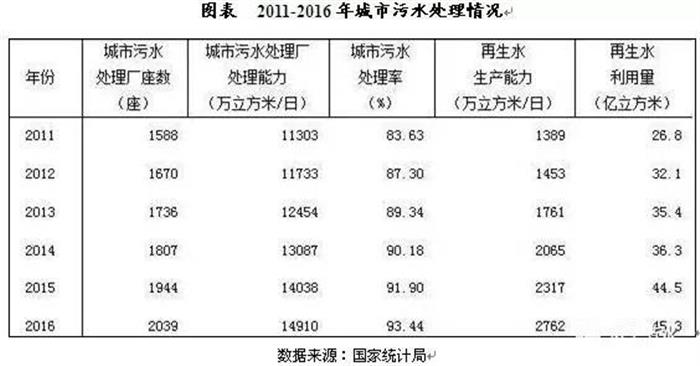 图表 2011-2016年城市污水处理情况
年份 城市污水处理厂座数（座） 城市污水处理厂处理能力（万立方米/日） 城市污水处理率（%） 再生水生产能力（万立方米/日） 再生水利用量（亿立方米）
2011 1588 11303 83.63 1389 26.8
2012 1670 11733 87.30 1453 32.1
2013 1736 12454 89.34 1761 35.4
2014 1807 13087 90.18 2065 36.3
2015 1944 14038 91.90 2317 44.5
2016 2039 14910 93.44 2762 45.3
数据来源：国家统计局